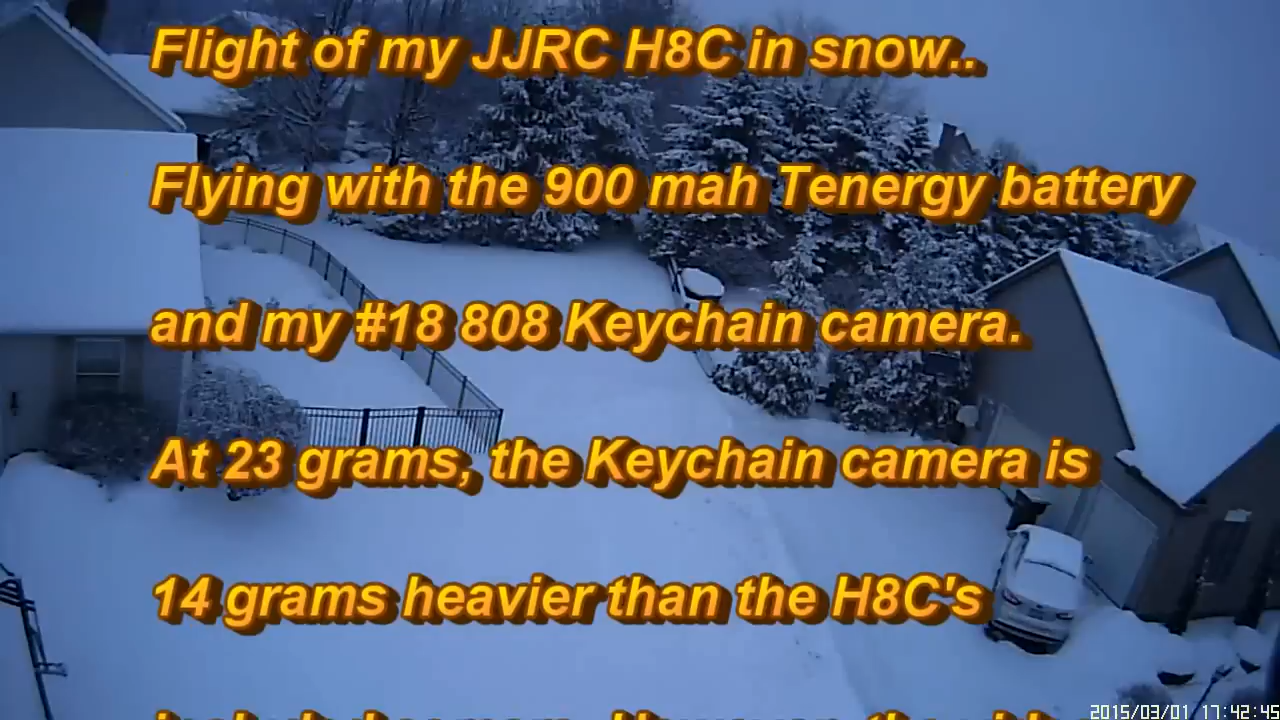 Flight of my JJRC H8C in snow..
Flying with the 900 mah Tenergy battery
and my #18 808 Keychain camera.
At 23 grams, the Keychain camera is
14 grams heavier than the H8C's
2015/03/01 17:42:45